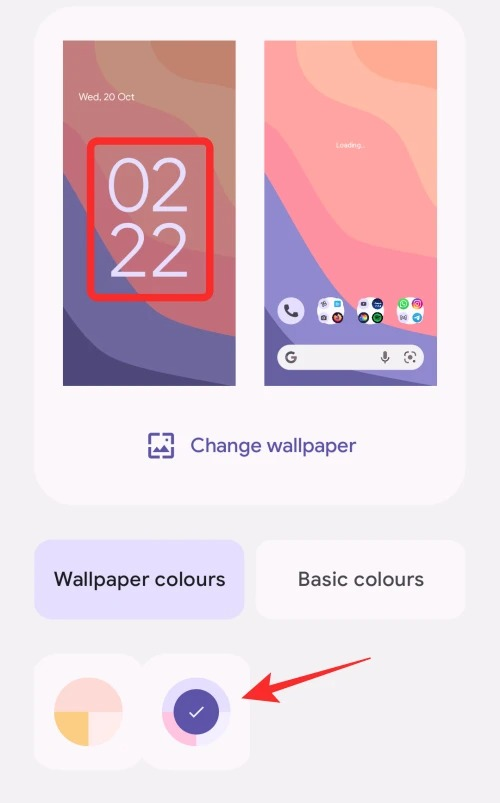 Wed, 20 Oct
02
22
Loading..
G
Change wallpaper
Wallpaper colours
Basic colours